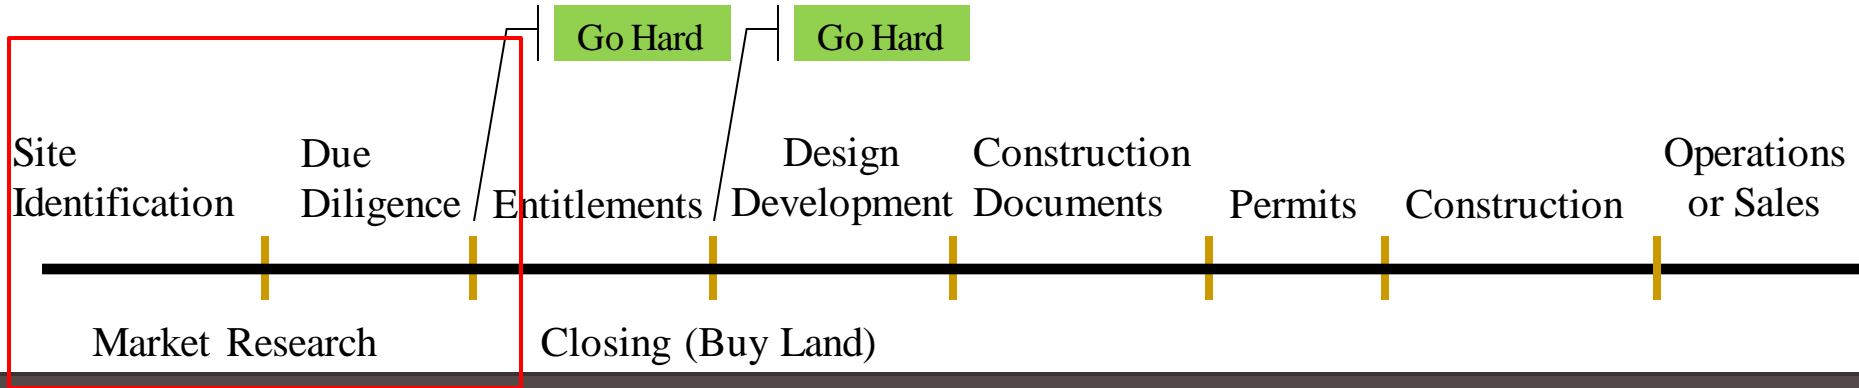 Go Hard
Go Hard
Site
Identification
Due
Diligence
Entitlements
Design
Development
Construction
Documents
Permits
Construction
Operations
or Sales
Market Research
Closing (Buy Land)